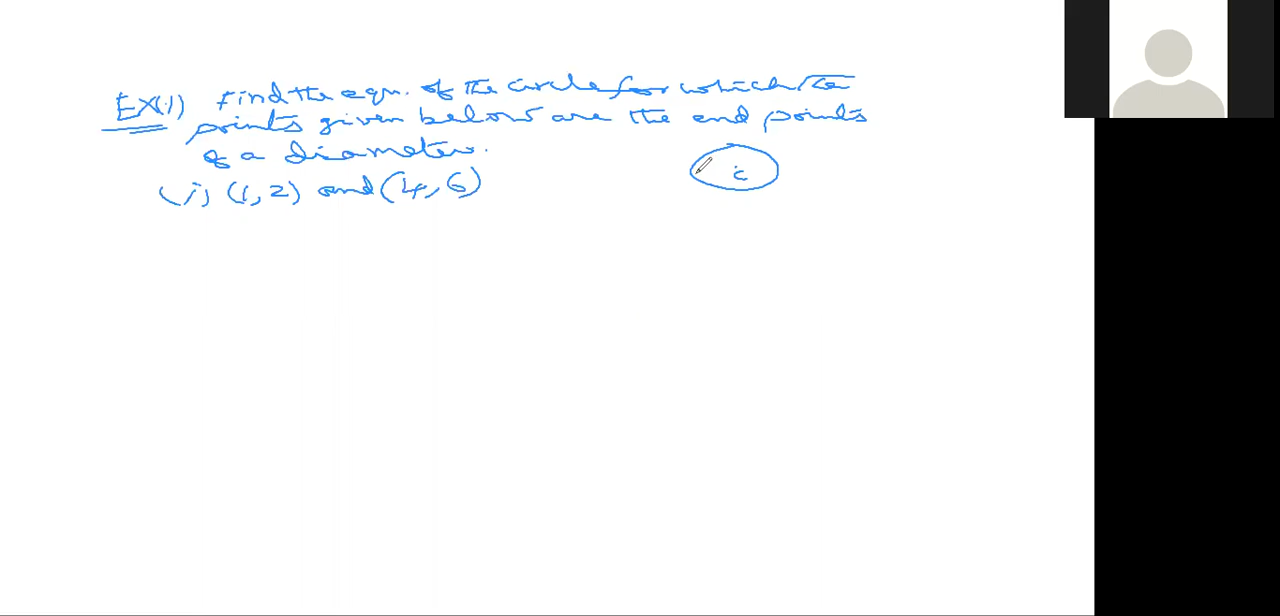 EX(1) Find the eqn. of the circle for which the
points given below are the end points
of a diameter.
(i) (1, 2) and (4, 6)
c